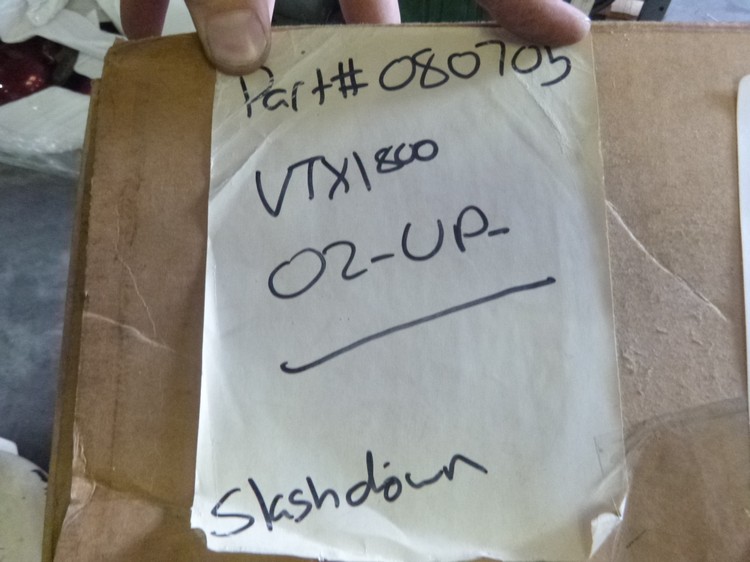 Part# 080705
VTX1800
02-UP-
Slashdown